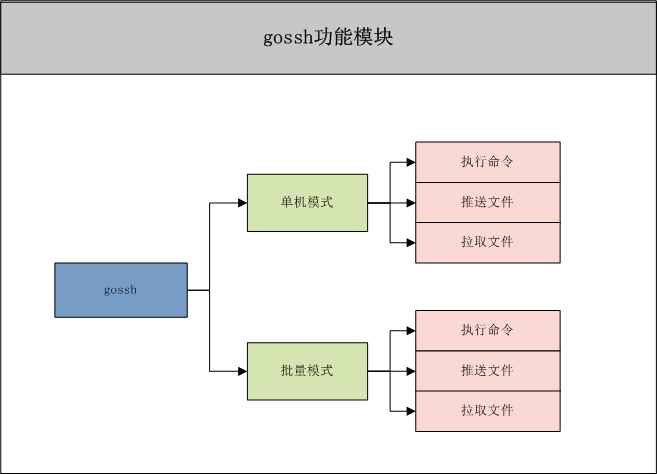 gossh功能模块
gossh
单机模式
执行命令
推送文件
拉取文件
批量模式
执行命令
推送文件
拉取文件